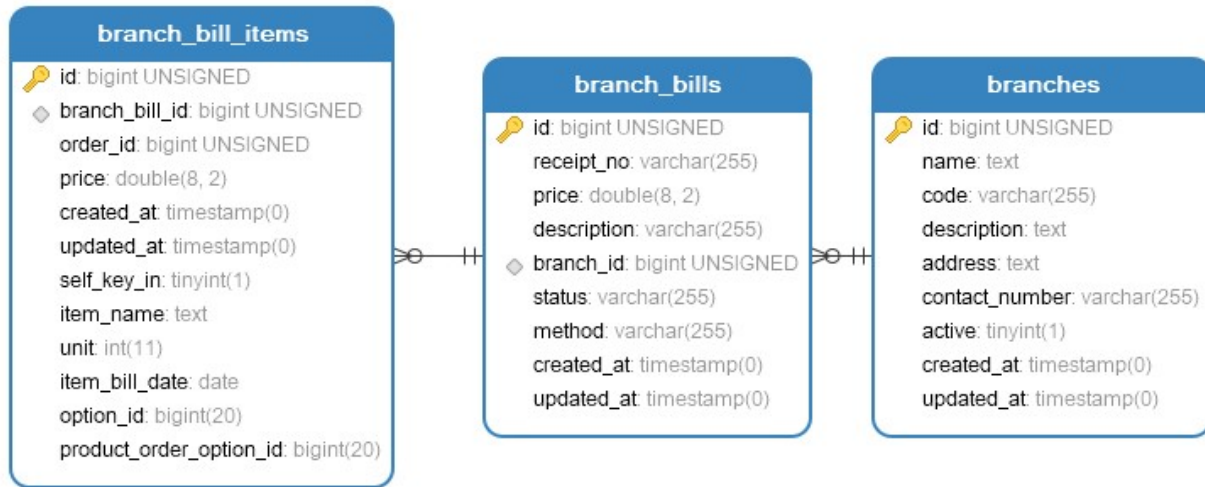 branch_bill_items
id: bigint UNSIGNED
branch_bill_id: bigint UNSIGNED
order_id: bigint UNSIGNED
price: double(8, 2)
created_at: timestamp(0)
updated_at: timestamp(0)
self_key_in: tinyint(1)
item_name: text
unit: int(11)
item_bill_date: date
option_id: bigint(20)
product_order_option_id: bigint(20)
branch_bills
id: bigint UNSIGNED
receipt_no: varchar(255)
price: double(8, 2)
description: varchar(255)
branch_id: bigint UNSIGNED
status: varchar(255)
method: varchar(255)
created_at: timestamp(0)
updated_at: timestamp(0)
branches
id: bigint UNSIGNED
name: text
code: varchar(255)
description: text
address: text
contact_number: varchar(255)
active: tinyint(1)
created_at: timestamp(0)
updated_at: timestamp(0)